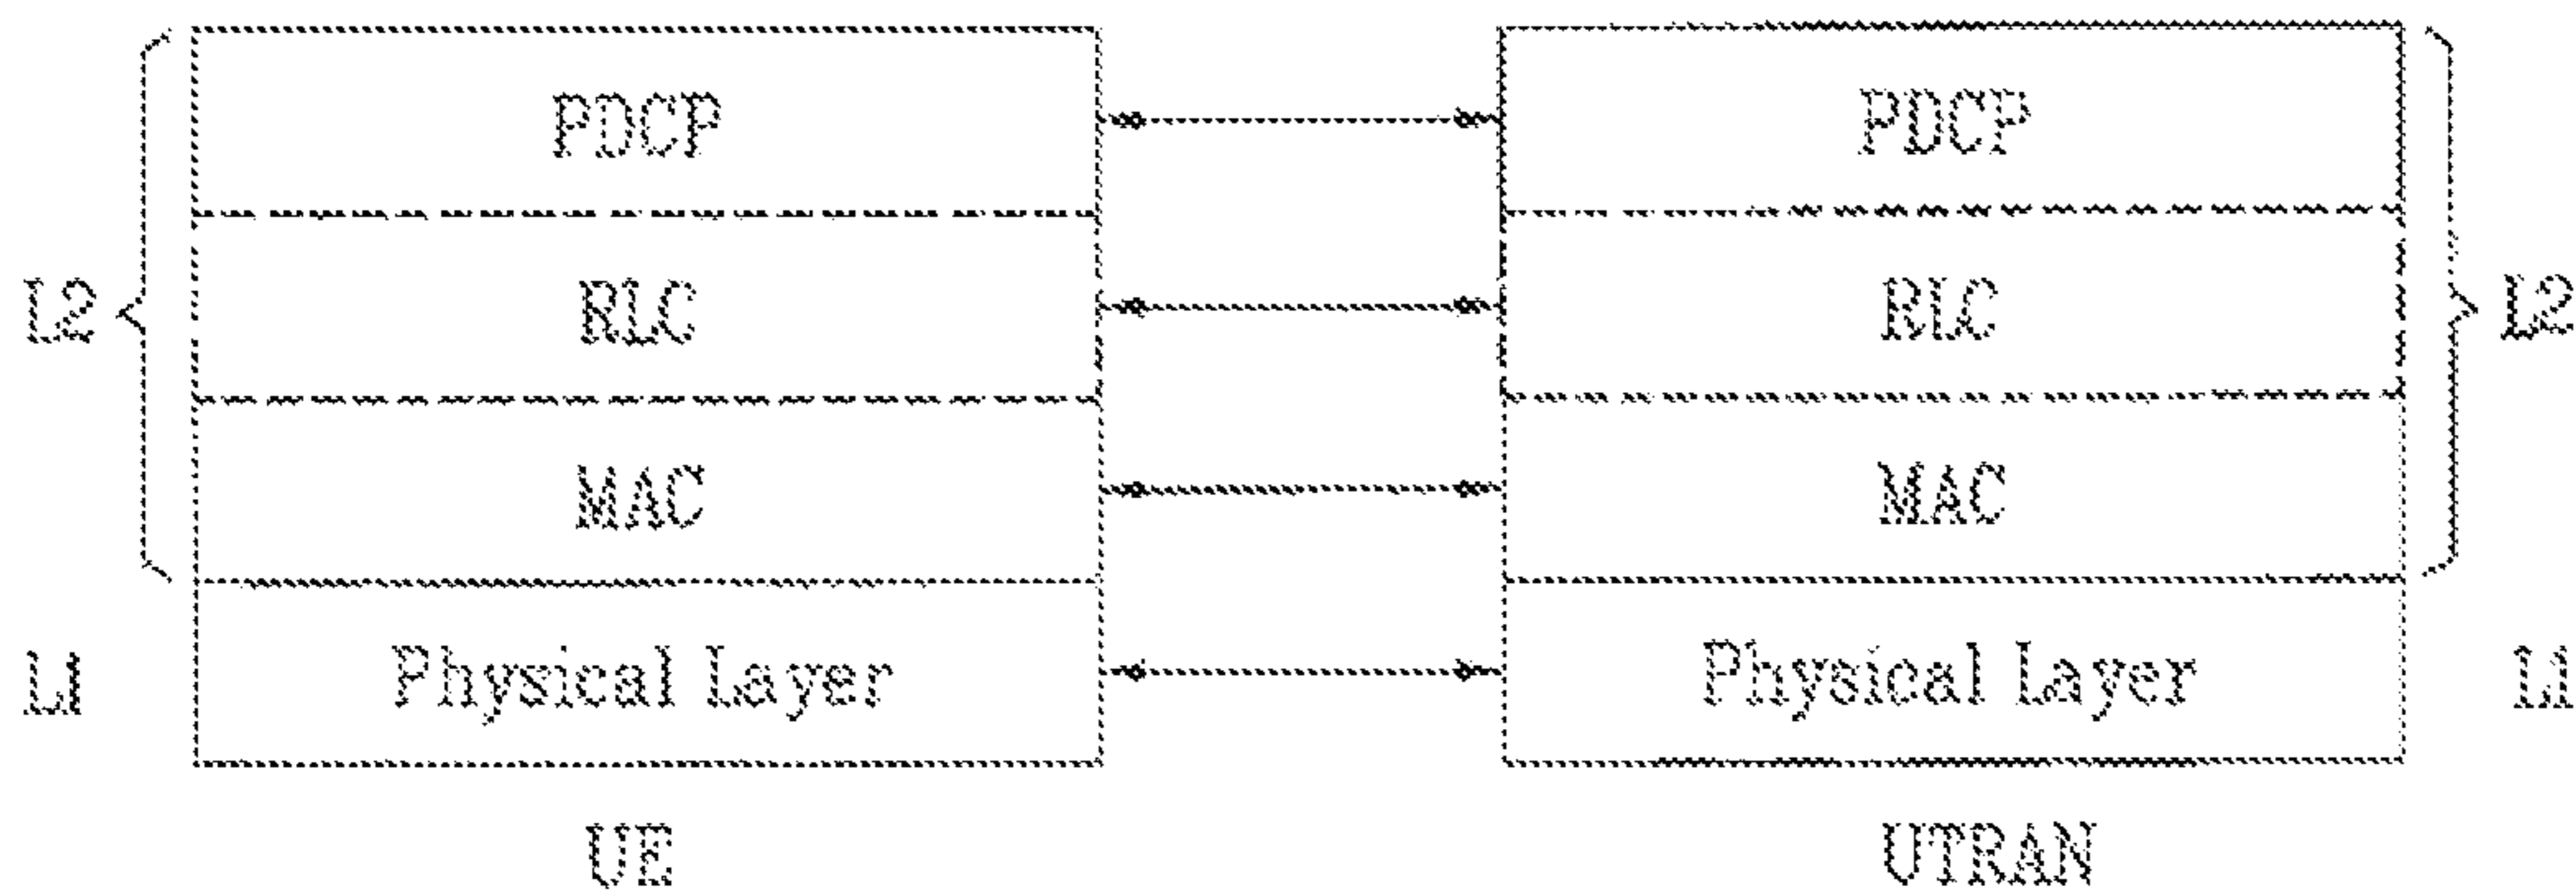 PDCP PDCP
L2 RLC RLC L2
MAC MAC
L1 Physical Layer Physical Layer L1
UE UTRAN